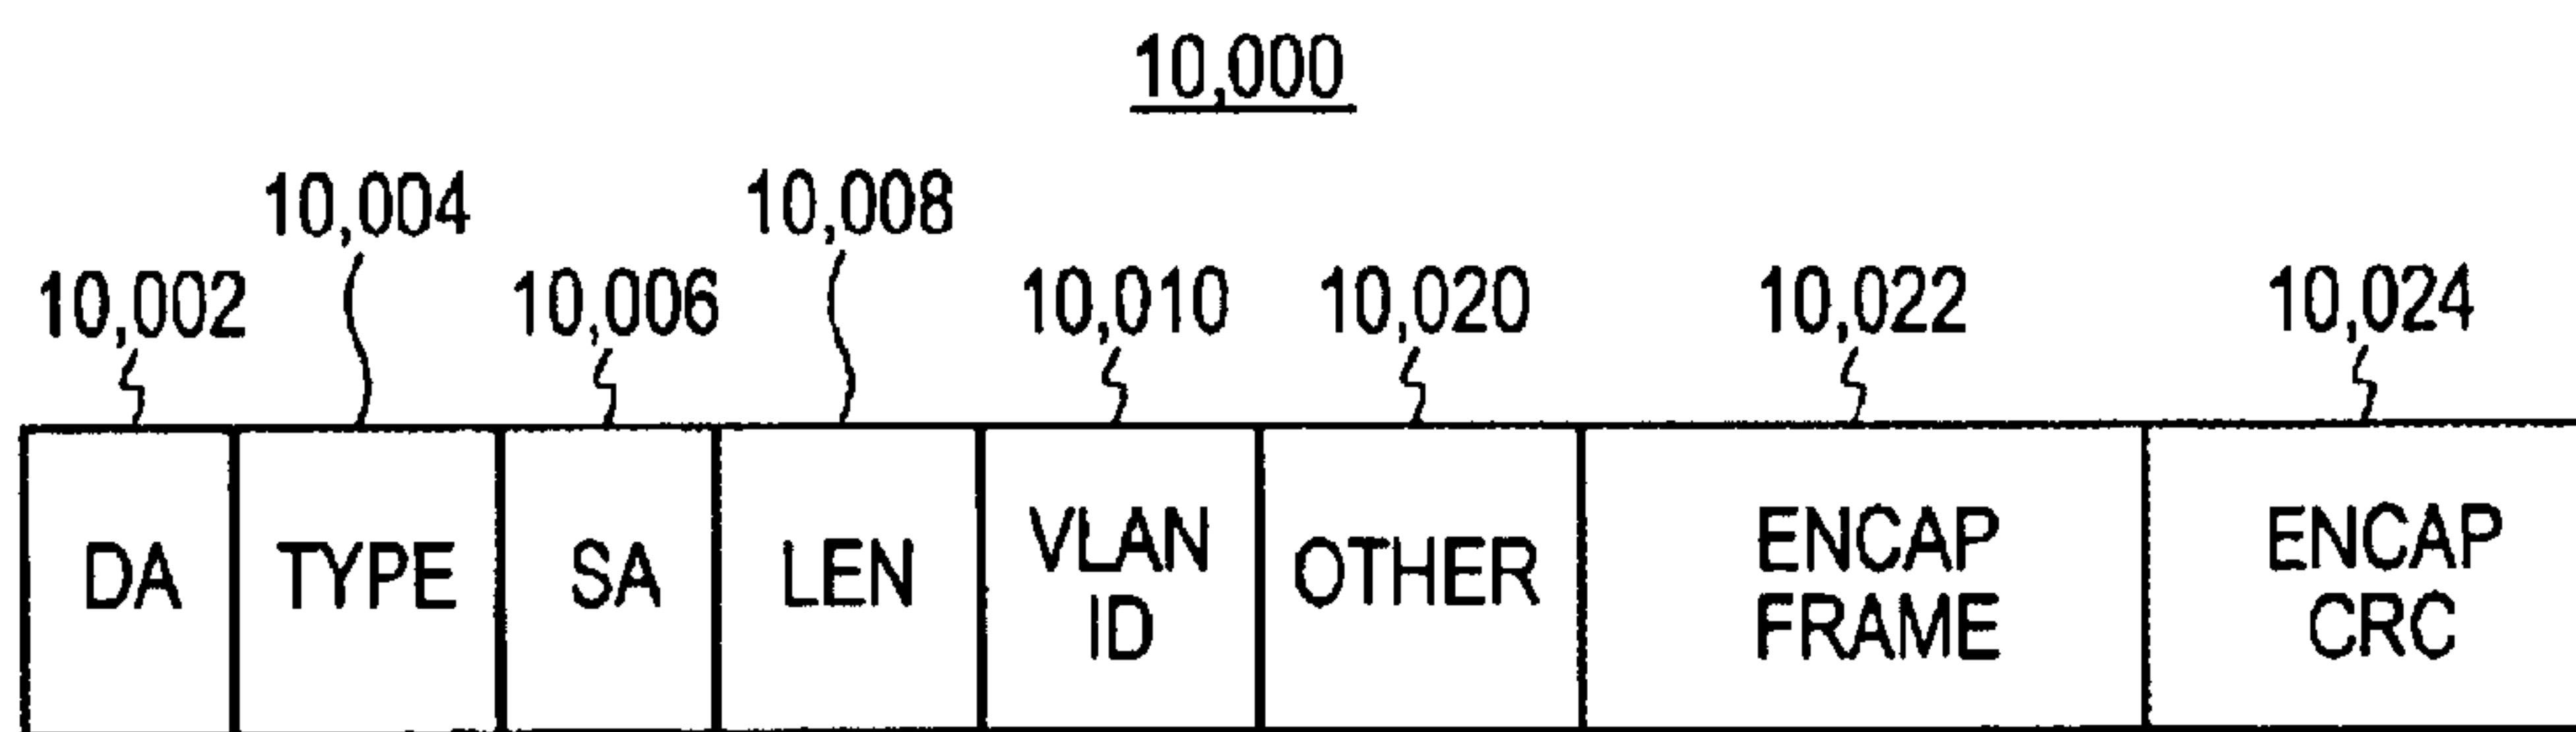 10,000
10,004 10,008
10,002 10,006 10,010 10,020 10,022 10,024
DA TYPE SA LEN VLAN ID OTHER ENCAP FRAME ENCAP CRC